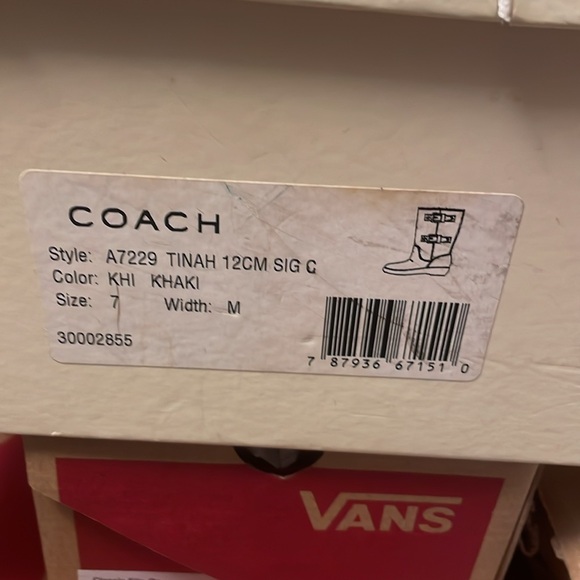 COACH
Style: A7229 TINAH 12CM SIG C
Color: KHI KHAKI
Size: 7 Width: M
30002855
7 87936 67151 0
VANS